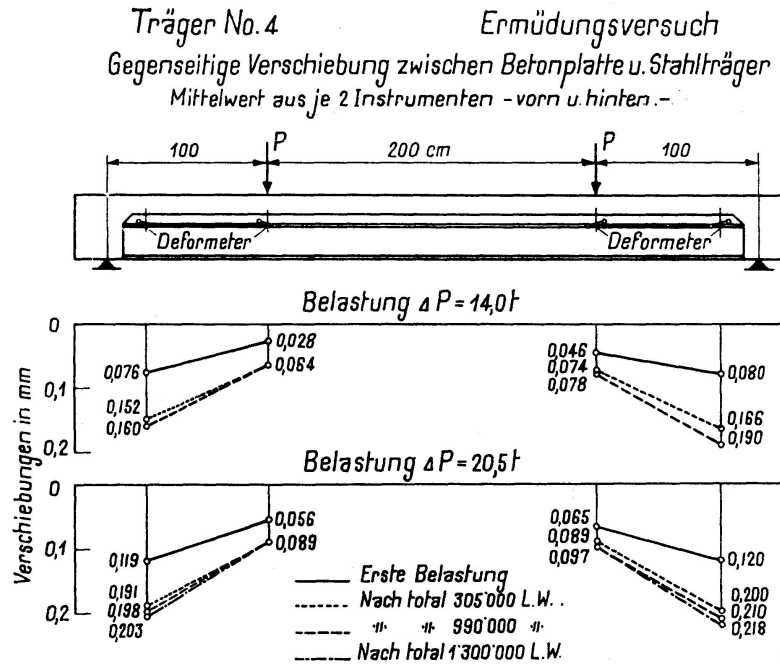 Träger No. 4 Ermüdungsversuch
Gegenseitige Verschiebung zwischen Betonplatte u. Stahlträger
Mittelwert aus je 2 Instrumenten - vorn u. hinten.-
P P
100 200 cm 100
Deformeter Deformeter
Belastung Δ P = 14,0 t
Verschiebungen in mm
0
0,1
0,2
0,076
0,152
0,160
0,028
0,064
0,046
0,074
0,078
0,080
0,166
0,190
Belastung Δ P = 20,5 t
0
0,1
0,2
0,119
0,191
0,198
0,203
0,056
0,089
0,065
0,089
0,097
0,120
0,200
0,210
0,218
Erste Belastung
Nach total 305'000 L.W. .
" " 990'000 "
Nach total 1'300'000 L.W.